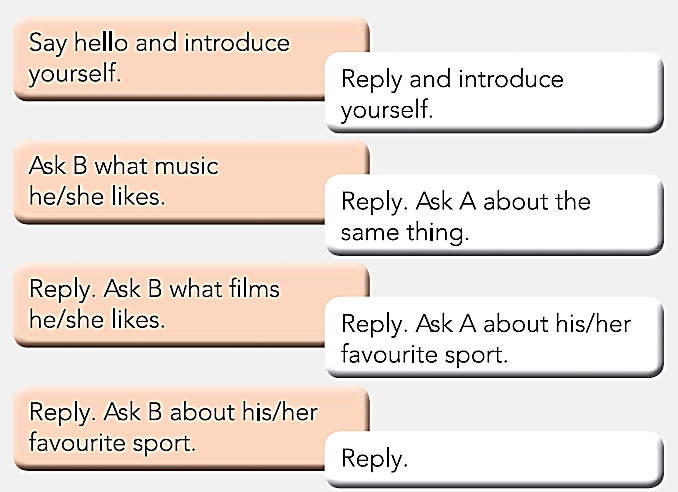 Say hello and introduce
yourself.
Reply and introduce
yourself.
Ask B what music
he/she likes.
Reply. Ask A about the
same thing.
Reply. Ask B what films
he/she likes.
Reply. Ask A about his/her
favourite sport.
Reply. Ask B about his/her
favourite sport.
Reply.